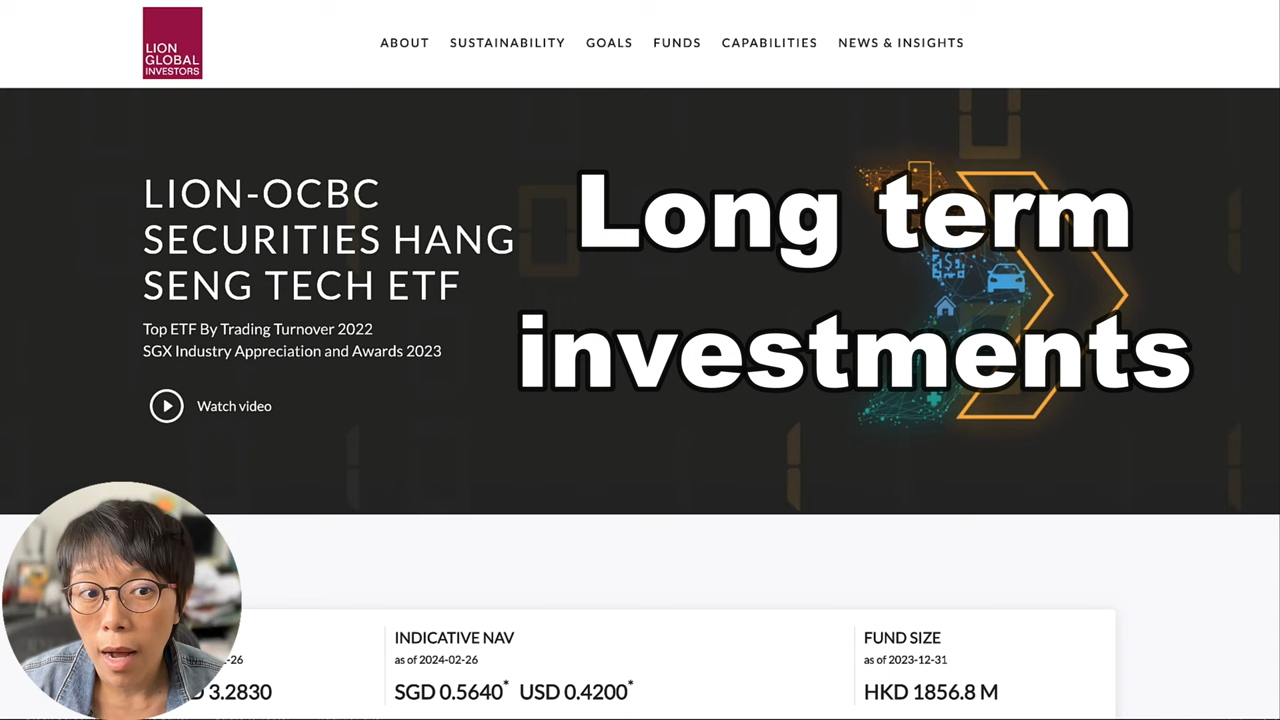 LION
GLOBAL
INVESTORS
ABOUT SUSTAINABILITY GOALS FUNDS CAPABILITIES NEWS & INSIGHTS
LION-OCBC
SECURITIES HANG
SENG TECH ETF
Top ETF By Trading Turnover 2022
SGX Industry Appreciation and Awards 2023
Watch video
Long term
investments
INDICATIVE NAV
as of 2024-02-26
SGD 0.5640* USD 0.4200*
FUND SIZE
as of 2023-12-31
HKD 1856.8 M
-26
3.2830